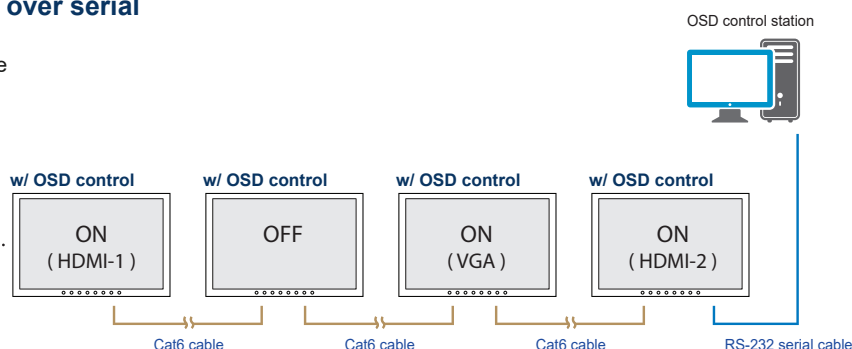 over serial
OSD control station
e
w/ OSD control
w/ OSD control
w/ OSD control
w/ OSD control
ON
( HDMI-1 )
OFF
ON
( VGA )
ON
( HDMI-2 )
.
Cat6 cable
Cat6 cable
Cat6 cable
RS-232 serial cable